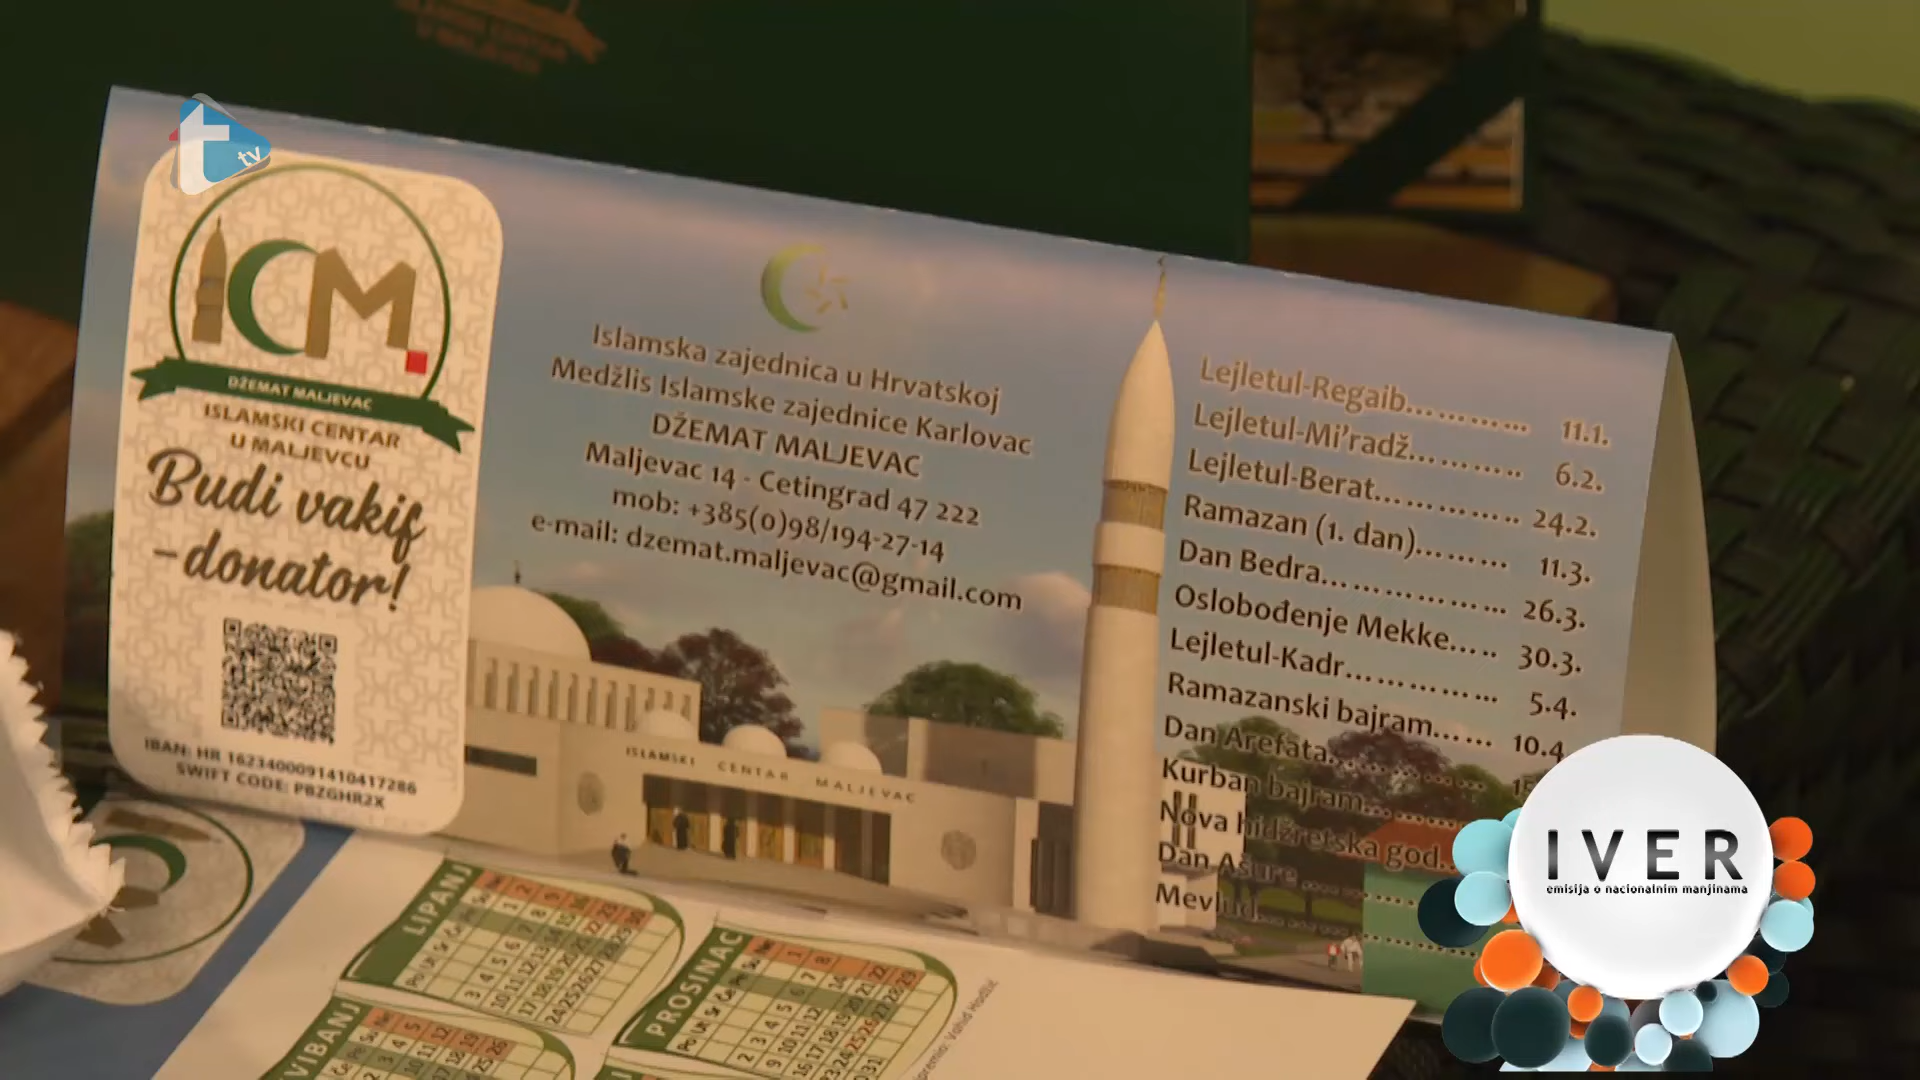 t
tv
ICM
DŽEMAT MALJEVAC
ISLAMSKI CENTAR
U MALJEVCU
Budi vakif
-donator!
IBAN: HR 1623400091410417286
SWIFT CODE: PBZGHR2X
Islamska zajednica u Hrvatskoj
Medžlis Islamske zajednice Karlovac
DŽEMAT MALJEVAC
Maljevac 14 - Cetingrad 47 222
mob: +385(0)98/194-27-14
e-mail: dzemat.maljevac@gmail.com
ISLAMSKI CENTAR MALJEVAC
Lejletul-Regaib........... 11.1.
Lejletul-Mi'radž........... 6.2.
Lejletul-Berat.............. 24.2.
Ramazan (1. dan)........ 11.3.
Dan Bedra................... 26.3.
Oslobođenje Mekke..... 30.3.
Lejletul-Kadr............... 5.4.
Ramazanski bajram...... 10.4.
Dan Arefata................
Kurban bajram............
Nova hidžretska god...
Dan Ašure ..................
Mevlud.......................
LIPANJ
PROSINAC
VIBANJ
IVER
emisija o nacionalnim manjinama